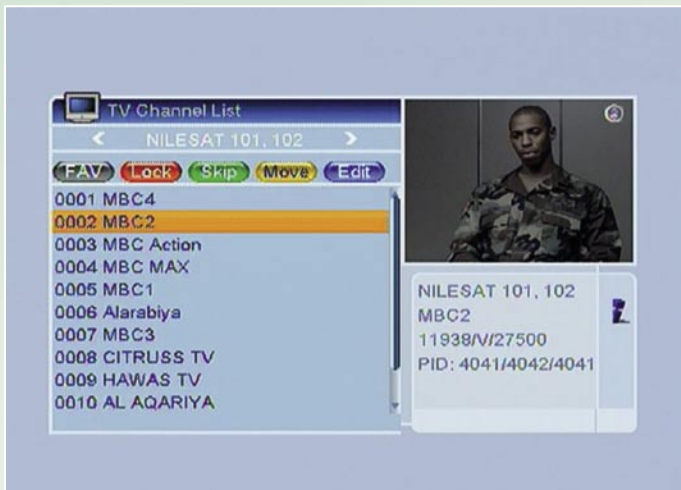 TV Channel List
NILESAT 101, 102
FAV Lock Skip Move Edit
0001 MBC4
0002 MBC2
0003 MBC Action
0004 MBC MAX
0005 MBC1
0006 Alarabiya
0007 MBC3
0008 CITRUSS TV
0009 HAWAS TV
0010 AL AQARIYA
NILESAT 101, 102
MBC2
11938/V/27500
PID: 4041/4042/4041